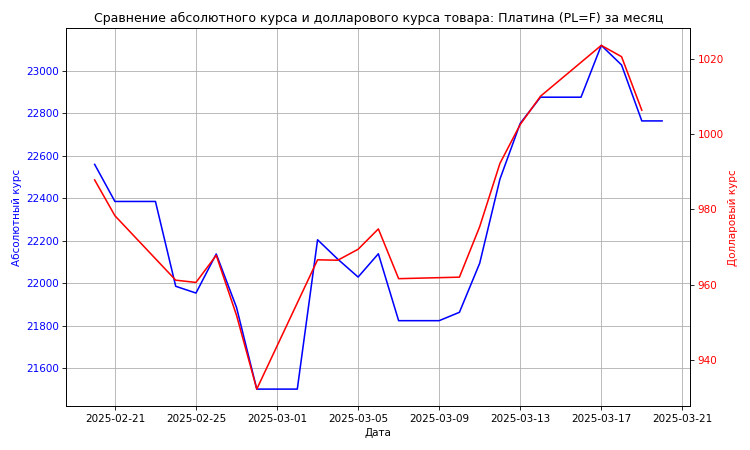 Сравнение абсолютного курса и долларового курса товара: Платина (PL=F) за месяц
Абсолютный курс
23000
22800
22600
22400
22200
22000
21800
21600
1020
1000
980
960
940
Долларовый курс
2025-02-21 2025-02-25 2025-03-01 2025-03-05 2025-03-09 2025-03-13 2025-03-17 2025-03-21
Дата